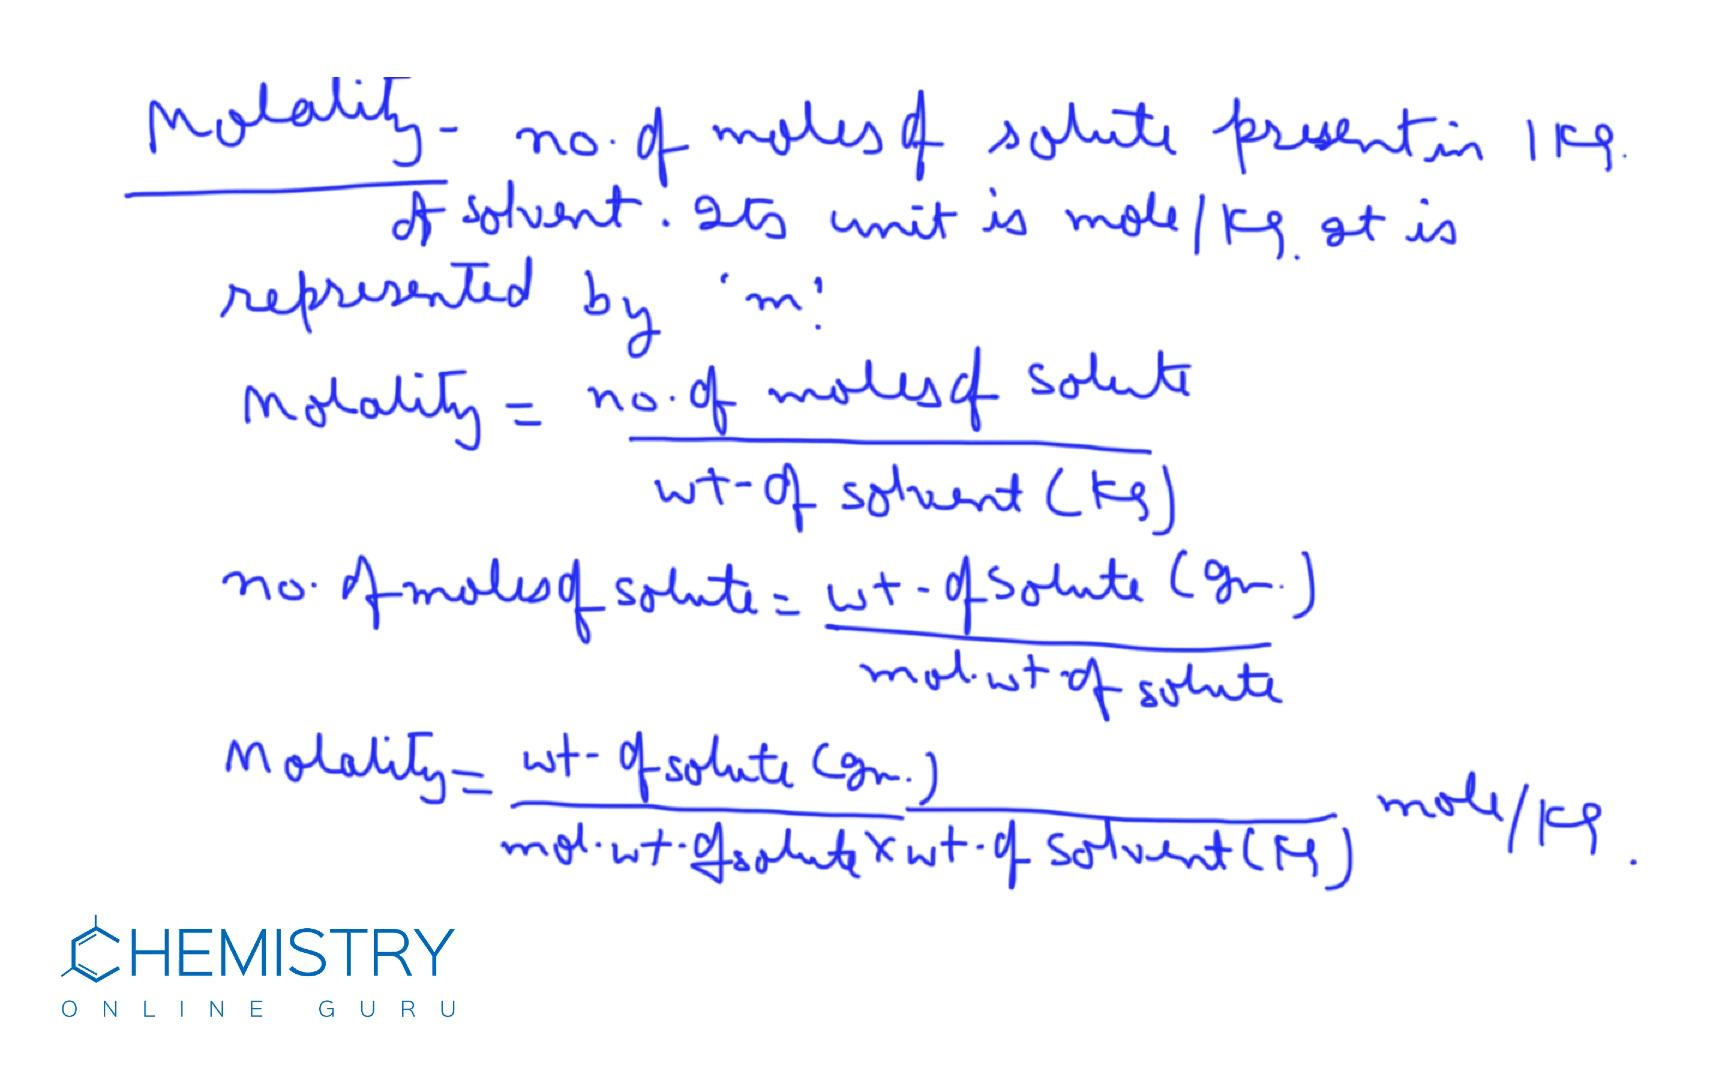 Molality - no. of moles of solute present in 1 Kg.
of solvent. Its unit is mole/Kg. It is
represented by 'm'.
Molality = no. of moles of solute
wt. of solvent (Kg)
no. of moles of solute = wt. of solute (gm.)
mol. wt. of solute
Molality = wt. of solute (gm.)
mol. wt. of solute x wt. of solvent (Kg) mole/Kg.
CHEMISTRY
ONLINE GURU